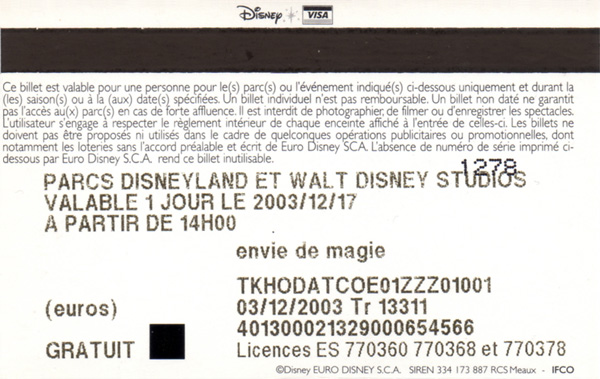 Disney VISA
Ce billet est valable pour une personne pour le(s) parc(s) ou l'événement indiqué(s) ci-dessous uniquement et durant la
(les) saison(s) ou à la (aux) date(s) spécifiées. Un billet individuel n'est pas remboursable. Un billet non daté ne garantit
pas l'accès au(x) parc(s) en cas de forte affluence. Il est interdit de photographier, de filmer ou d'enregistrer les spectacles.
L'utilisateur s'engage à respecter le règlement intérieur de chaque enceinte affiché à l'entrée de celles-ci. Les billets ne
doivent pas être proposés ni utilisés dans le cadre de quelconques opérations publicitaires ou promotionnelles, dont
notamment les loteries sans l'accord préalable et écrit de Euro Disney S.C.A. L'absence de numéro de série imprimé ci-
dessous par Euro Disney S.C.A. rend ce billet inutilisable.
1278
PARCS DISNEYLAND ET WALT DISNEY STUDIOS
VALABLE 1 JOUR LE 2003/12/17
A PARTIR DE 14H00
envie de magie
TKHODATCOE01ZZZ01001
(euros) 03/12/2003 Tr 13311
401300021329000654566
GRATUIT Licences ES 770360 770368 et 770378
©Disney EURO DISNEY S.C.A. SIREN 334 173 887 RCS Meaux - IFCO